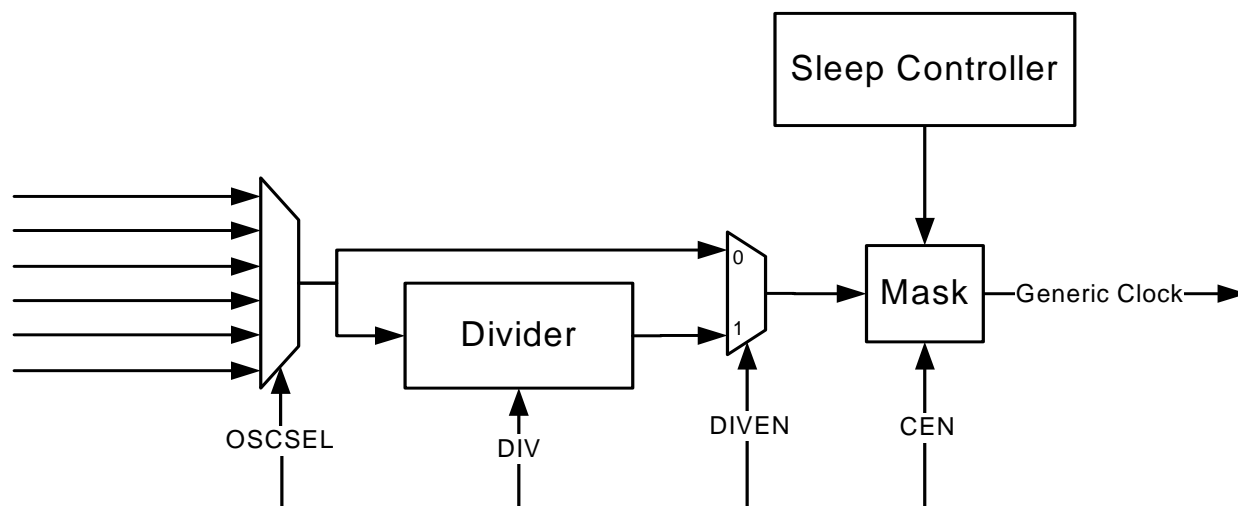 Sleep Controller
0
Divider
1
Mask
Generic Clock
OSCSEL
DIV
DIVEN
CEN